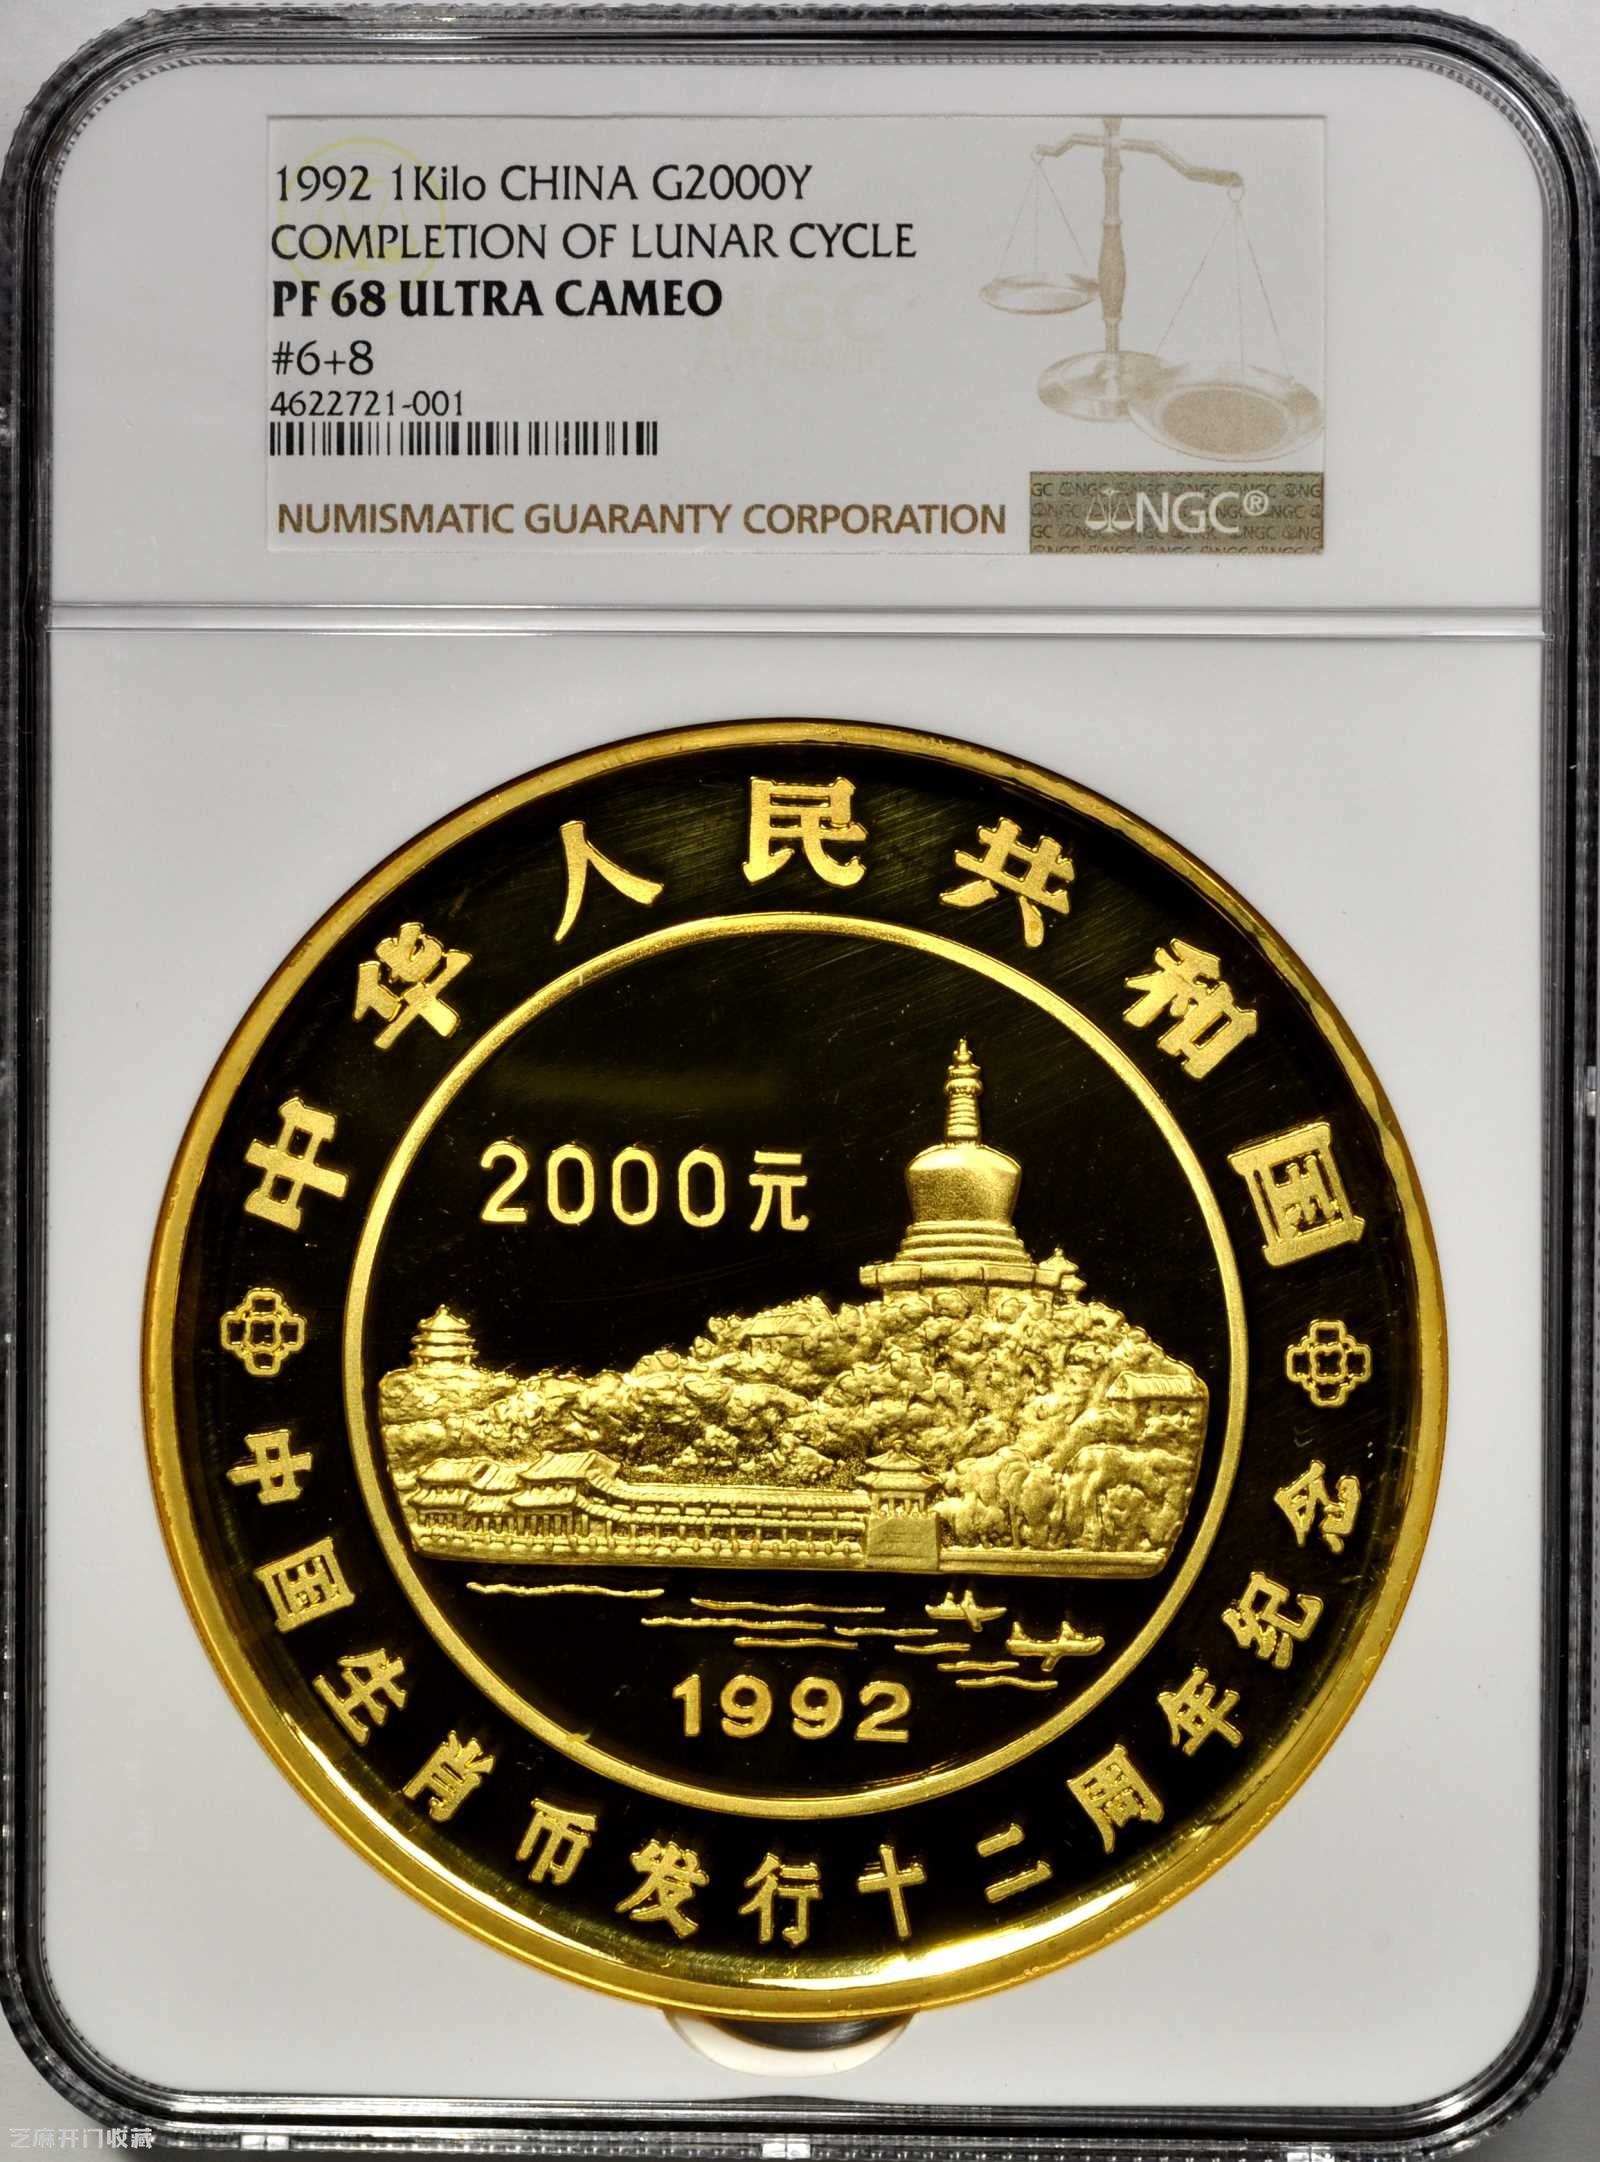 1992 1Kilo CHINA G2000Y
COMPLETION OF LUNAR CYCLE
PF 68 ULTRA CAMEO
#6+8
4622721-001
NUMISMATIC GUARANTY CORPORATION
NGC®
中华人民共和国
2000元
1992
中国生肖币发行十二周年纪念
芝麻开门收藏